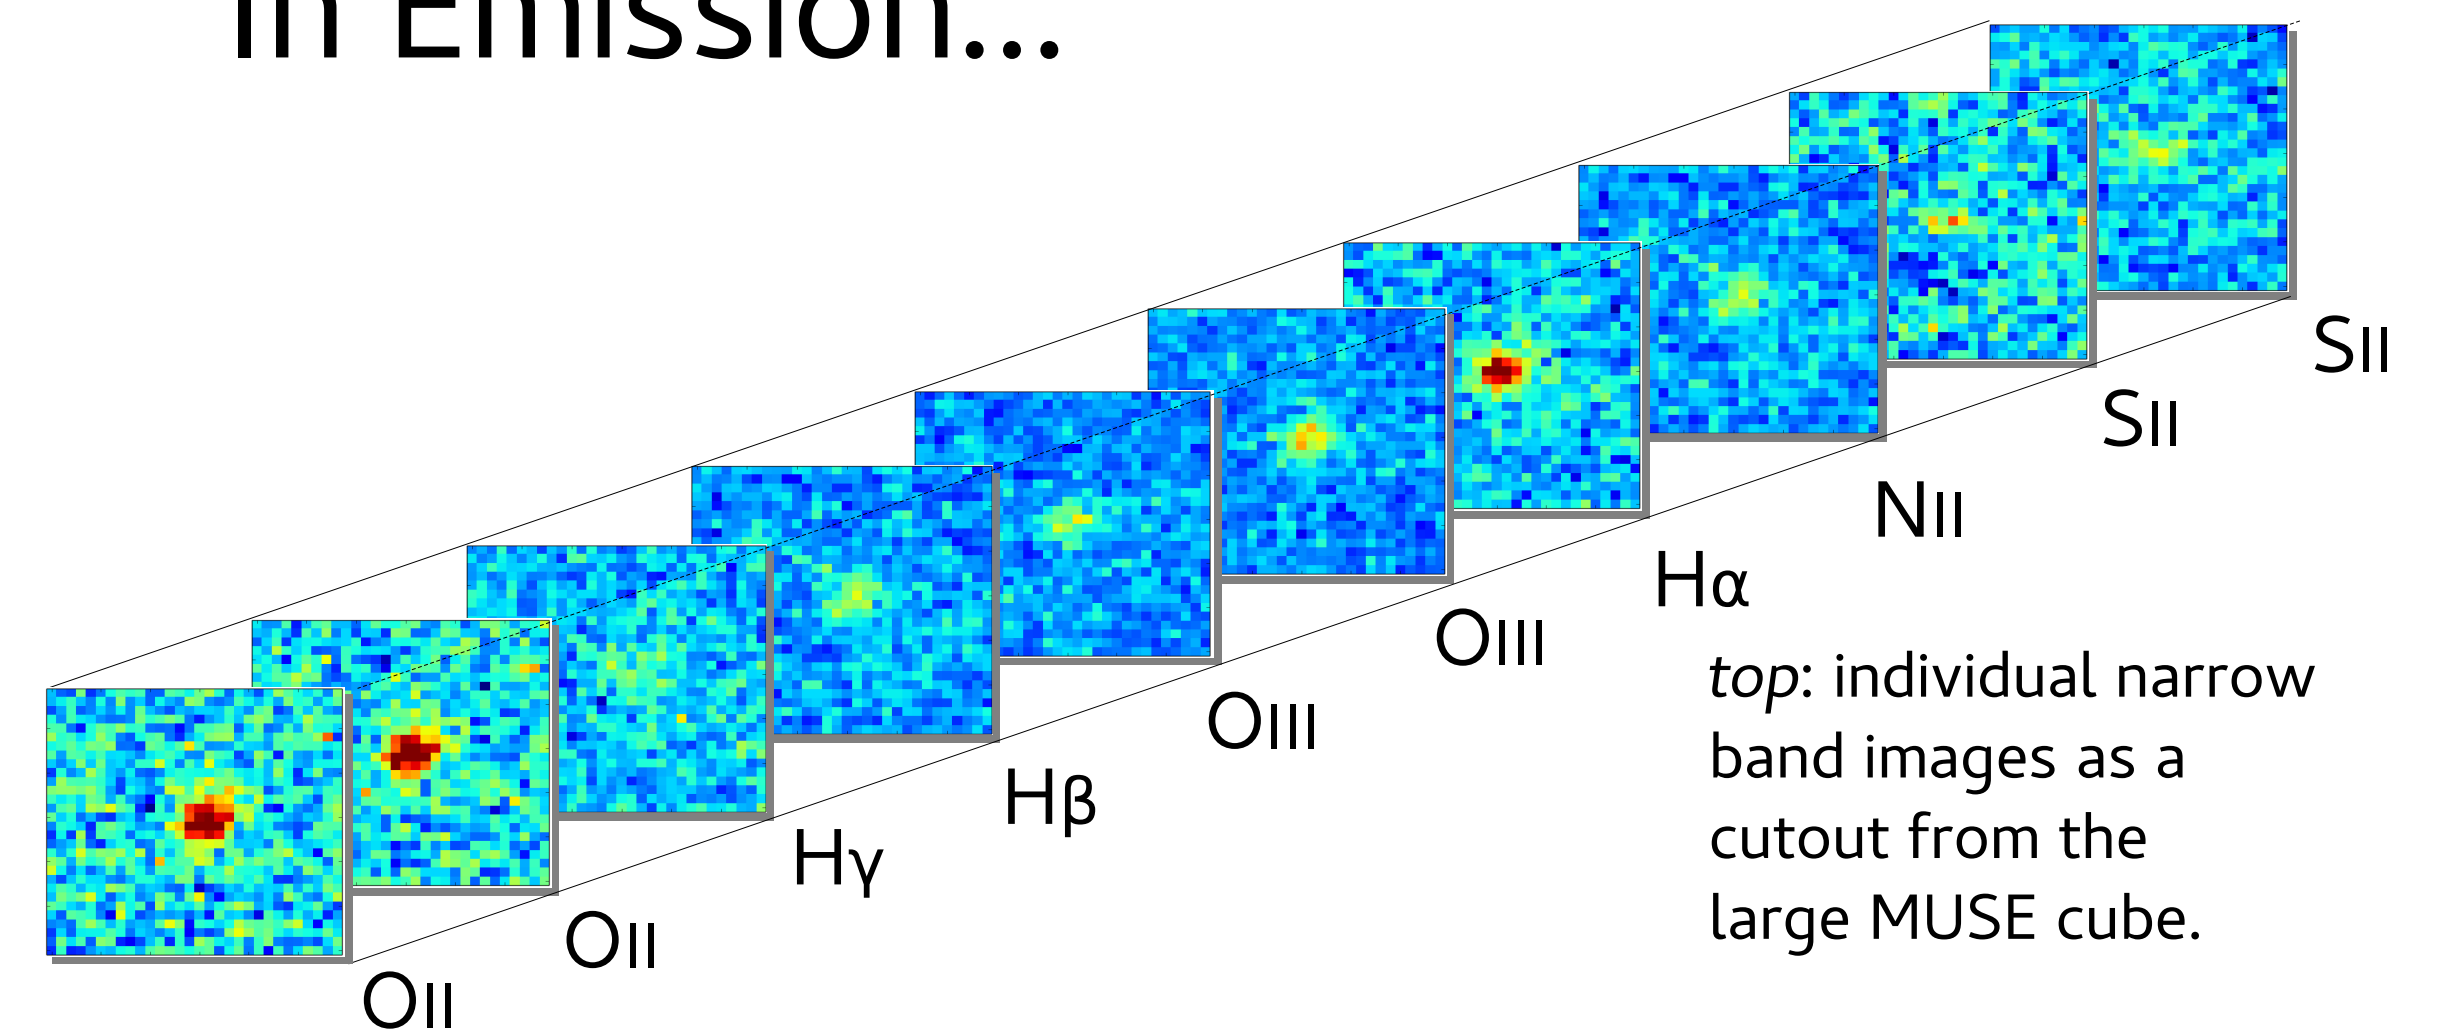 in Emission...
SII
SII
NII
Hα
OIII
OIII
Hβ
Hγ
OII
OII
top: individual narrow
band images as a
cutout from the
large MUSE cube.